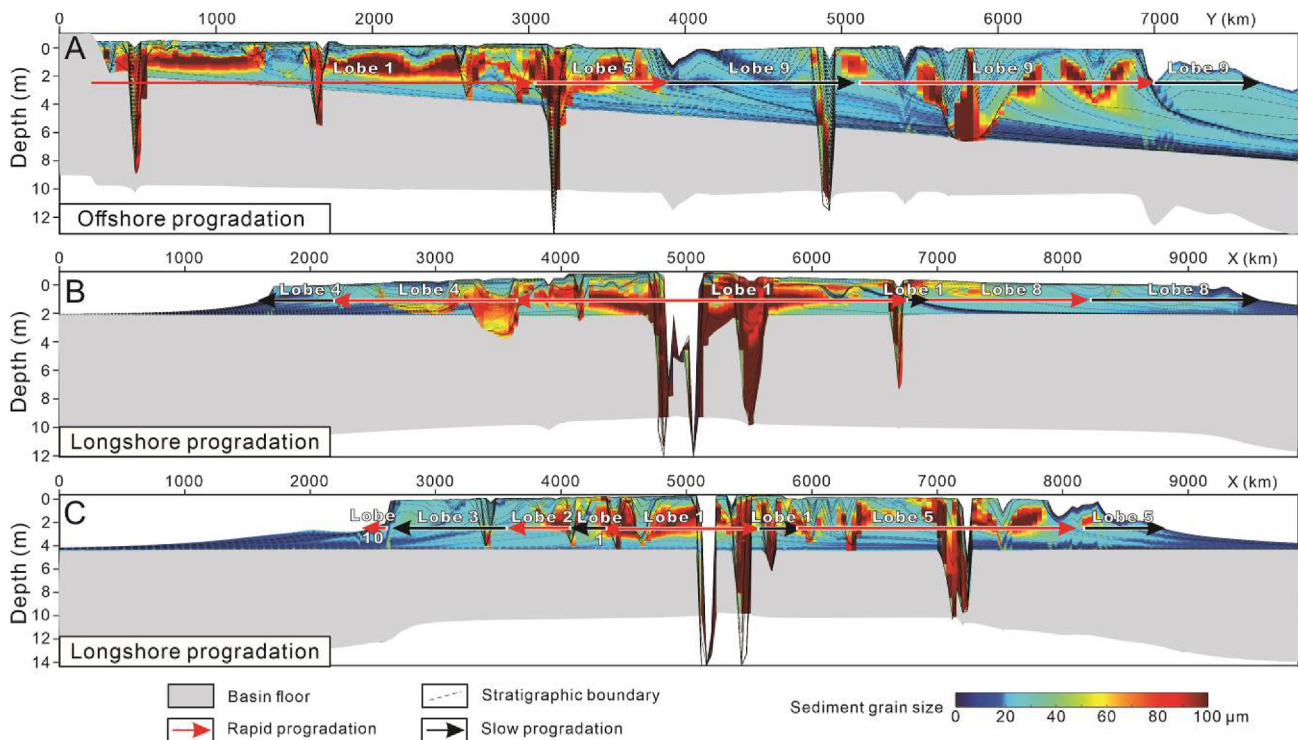 0 1000 2000 3000 4000 5000 6000 7000 Y (km)
A
0
2
4
6
8
10
12
Depth (m)
Lobe 1 Lobe 5 Lobe 9 Lobe 9 Lobe 9
Offshore progradation
0 1000 2000 3000 4000 5000 6000 7000 8000 9000 X (km)
B
0
2
4
6
8
10
12
Depth (m)
Lobe 4 Lobe 4 Lobe 1 Lobe 1 Lobe 8 Lobe 8
Longshore progradation
0 1000 2000 3000 4000 5000 6000 7000 8000 9000 X (km)
C
0
2
4
6
8
10
12
14
Depth (m)
Lobe 10 Lobe 3 Lobe 2 Lobe 1 Lobe 1 Lobe 1 Lobe 5 Lobe 5
Longshore progradation
Basin floor
Stratigraphic boundary
Rapid progradation
Slow progradation
Sediment grain size
0 20 40 60 80 100 μm